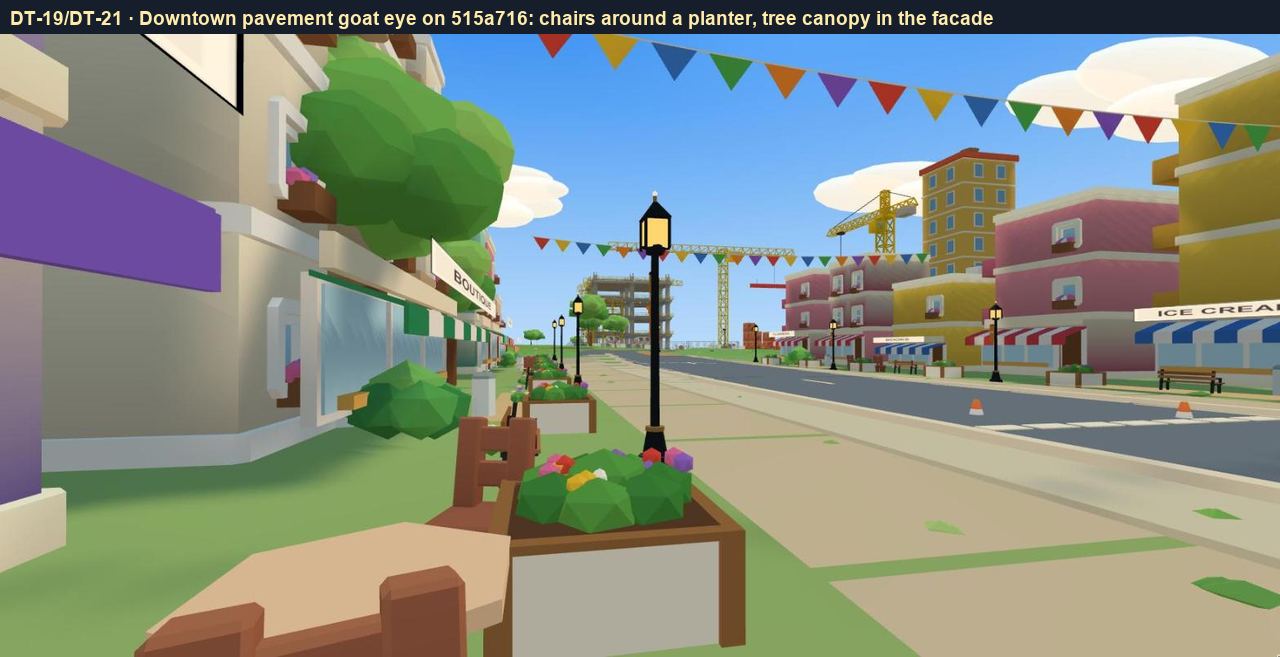 DT-19/DT-21 · Downtown pavement goat eye on 515a716: chairs around a planter, tree canopy in the facade
BOUTIQUE
ICE CREAM